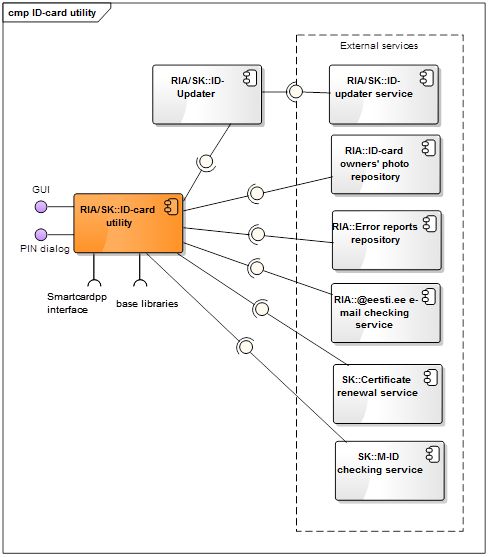 cmp ID-card utility
External services
RIA/SK::ID-
Updater
RIA/SK::ID-
updater service
RIA::ID-card
owners' photo
repository
GUI
RIA/SK::ID-card
utility
RIA::Error reports
repository
PIN dialog
Smartcardpp
interface
base libraries
RIA::@eesti.ee e-
mail checking
service
SK::Certificate
renewal service
SK::M-ID
checking service